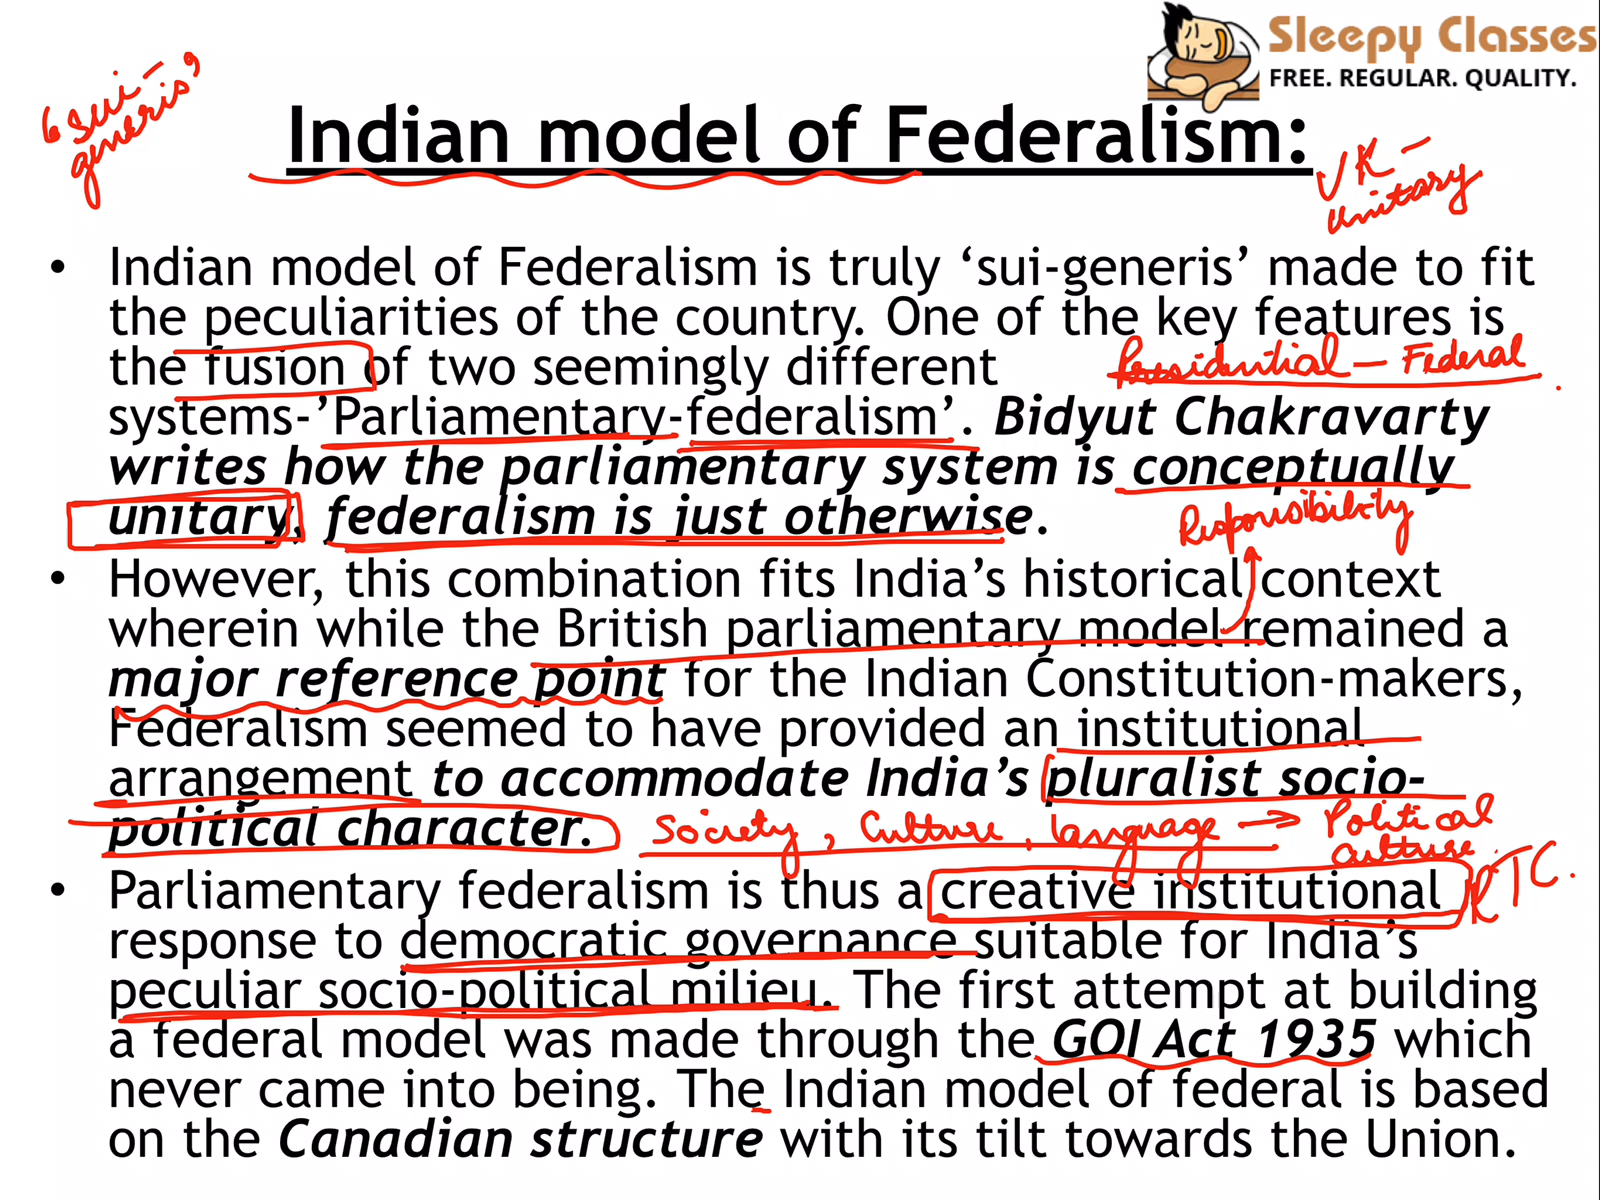 Sleepy Classes
FREE. REGULAR. QUALITY.
‘sui-
generis’
Indian model of Federalism:
UK -
unitary
• Indian model of Federalism is truly ‘sui-generis’ made to fit
the peculiarities of the country. One of the key features is
the fusion of two seemingly different
Presidential - Federal
systems-’Parliamentary-federalism’. Bidyut Chakravarty
writes how the parliamentary system is conceptually
unitary, federalism is just otherwise.
Responsibility
• However, this combination fits India’s historical context
wherein while the British parliamentary model remained a
major reference point for the Indian Constitution-makers,
Federalism seemed to have provided an institutional
arrangement to accommodate India’s pluralist socio-
political character.
Society, Culture, language → Political
culture.
• Parliamentary federalism is thus a creative institutional
RTC.
response to democratic governance suitable for India’s
peculiar socio-political milieu. The first attempt at building
a federal model was made through the GOI Act 1935 which
never came into being. The Indian model of federal is based
on the Canadian structure with its tilt towards the Union.